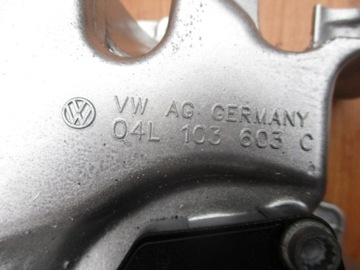 VW AG GERMANY
04L 103 603 C